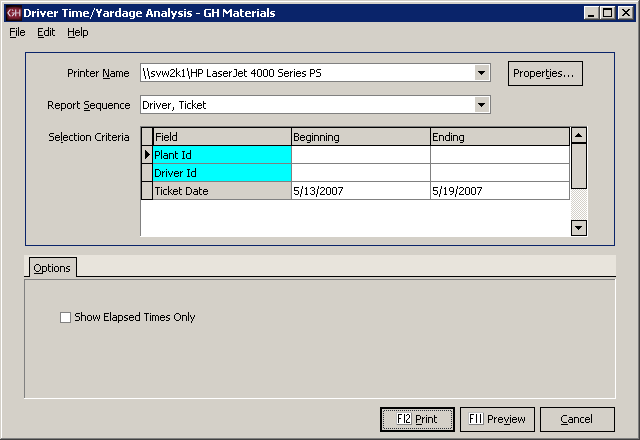 GH Driver Time/Yardage Analysis - GH Materials
File Edit Help
Printer Name \\svw2k1\HP LaserJet 4000 Series PS Properties...
Report Sequence Driver, Ticket
Selection Criteria Field Beginning Ending
Plant Id
Driver Id
Ticket Date 5/13/2007 5/19/2007
Options
Show Elapsed Times Only
F12 Print F11 Preview Cancel